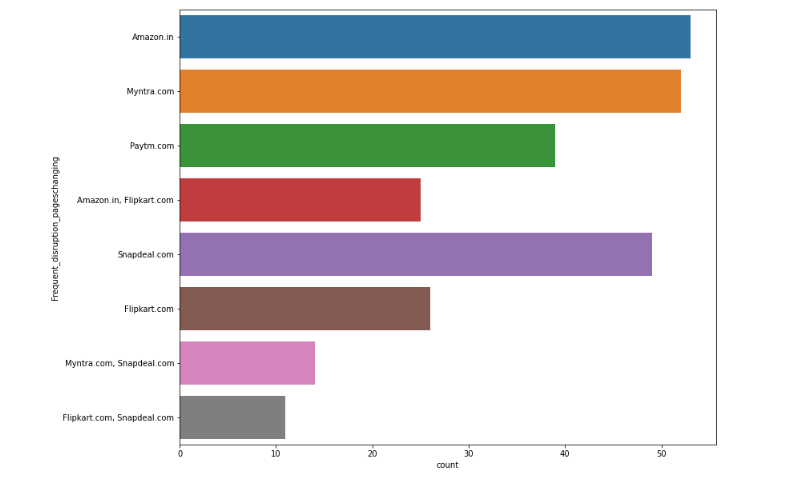 Frequent_disruption_pageschanging
Amazon.in
Myntra.com
Paytm.com
Amazon.in, Flipkart.com
Snapdeal.com
Flipkart.com
Myntra.com, Snapdeal.com
Flipkart.com, Snapdeal.com
0 10 20 30 40 50
count